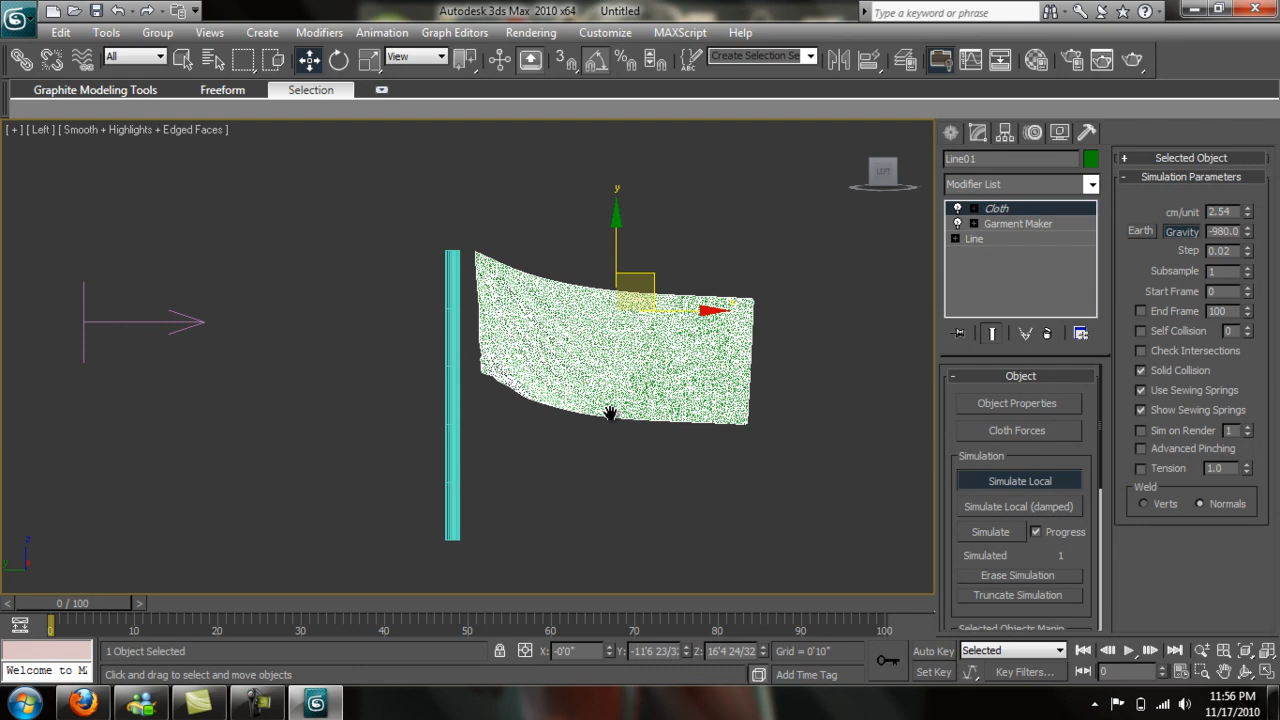 Autodesk 3ds Max 2010 x64 Untitled
Type a keyword or phrase
Edit Tools Group Views Create Modifiers Animation Graph Editors Rendering Customize MAXScript Help
All View Create Selection Se
Graphite Modeling Tools Freeform Selection
[ + ] [ Left ] [ Smooth + Highlights + Edged Faces ]
LEFT
y
Line01
Modifier List
Cloth
Garment Maker
Line
Object
Object Properties
Cloth Forces
Simulation
Simulate Local
Simulate Local (damped)
Simulate Progress
Simulated 1
Erase Simulation
Truncate Simulation
Selected Objects Manip
Selected Object
Simulation Parameters
cm/unit 2.54
Earth Gravity -980.0
Step 0.02
Subsample 1
Start Frame 0
End Frame 100
Self Collision 0
Check Intersections
Solid Collision
Use Sewing Springs
Show Sewing Springs
Sim on Render 1
Advanced Pinching
Tension 1.0
Weld
Verts Normals
z
y
0 / 100
0 10 20 30 40 50 60 70 80 90 100
1 Object Selected X: -0'0" Y: -11'6 23/3 Z: 16'4 24/32 Grid = 0'10" Auto Key Selected
Welcome to M Click and drag to select and move objects Add Time Tag Set Key Key Filters... 0
11:56 PM
11/17/2010